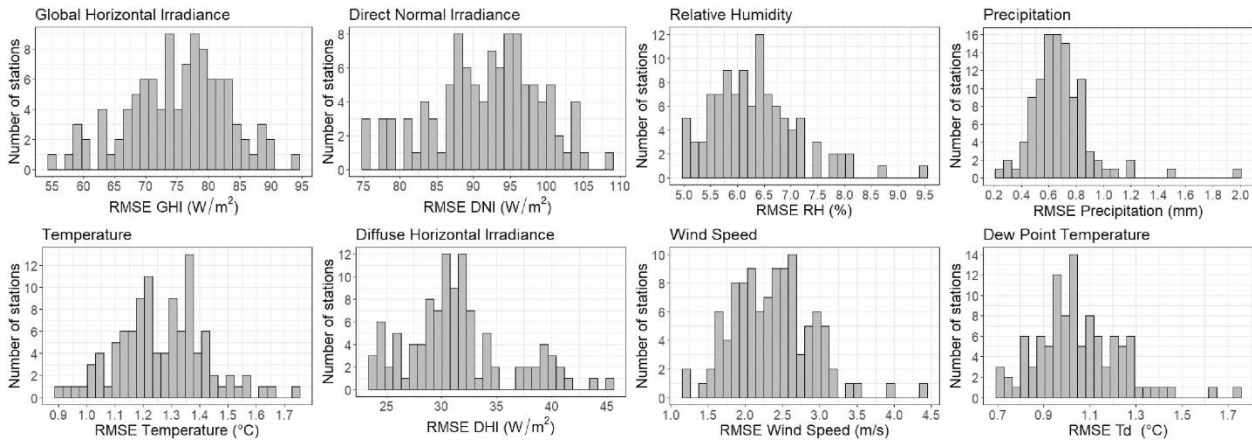 Global Horizontal Irradiance
Number of stations
8
6
4
2
0
55 60 65 70 75 80 85 90 95
RMSE GHI (W/m²)
Direct Normal Irradiance
Number of stations
8
6
4
2
0
75 80 85 90 95 100 105 110
RMSE DNI (W/m²)
Relative Humidity
Number of stations
12
10
8
6
4
2
0
5.0 5.5 6.0 6.5 7.0 7.5 8.0 8.5 9.0 9.5
RMSE RH (%)
Precipitation
Number of stations
16
14
12
10
8
6
4
2
0
0.2 0.4 0.6 0.8 1.0 1.2 1.4 1.6 1.8 2.0
RMSE Precipitation (mm)
Temperature
Number of stations
12
10
8
6
4
2
0
0.9 1.0 1.2 1.3 1.4 1.5 1.6 1.7
RMSE Temperature (°C)
Diffuse Horizontal Irradiance
Number of stations
12
10
8
6
4
2
0
25 30 35 40 45
RMSE DHI (W/m²)
Wind Speed
Number of stations
10
8
6
4
2
0
1.0 1.5 2.0 2.5 3.0 3.5 4.0 4.5
RMSE Wind Speed (m/s)
Dew Point Temperature
Number of stations
14
12
10
8
6
4
2
0
0.7 0.9 1.0 1.3 1.5 1.7
RMSE Td (°C)